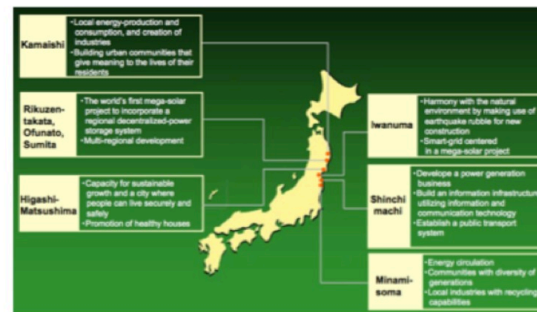 Kamaishi
•Local energy-production and
consumption, and creation of
industries
•Building urban communities that
give meaning to the lives of their
residents
Rikuzen-
takata,
Ofunato,
Sumita
•The world's first mega-solar
project to incorporate a
regional decentralized-power
storage system
•Multi-regional development
Higashi-
Matsushima
•Capacity for sustainable
growth and a city where
people can live securely and
safely
•Promotion of healthy houses
Iwanuma
•Harmony with the natural
environment by making use of
earthquake rubble for new
construction
•Smart-grid centered
in a mega-solar project
Shinchi
machi
•Develope a power generation
business
•Build an information infrastructure
utilizing information and
communication technology
•Establish a public transport
system
Minami-
soma
•Energy circulation
•Communities with diversity of
generations
•Local industries with recycling
capabilities